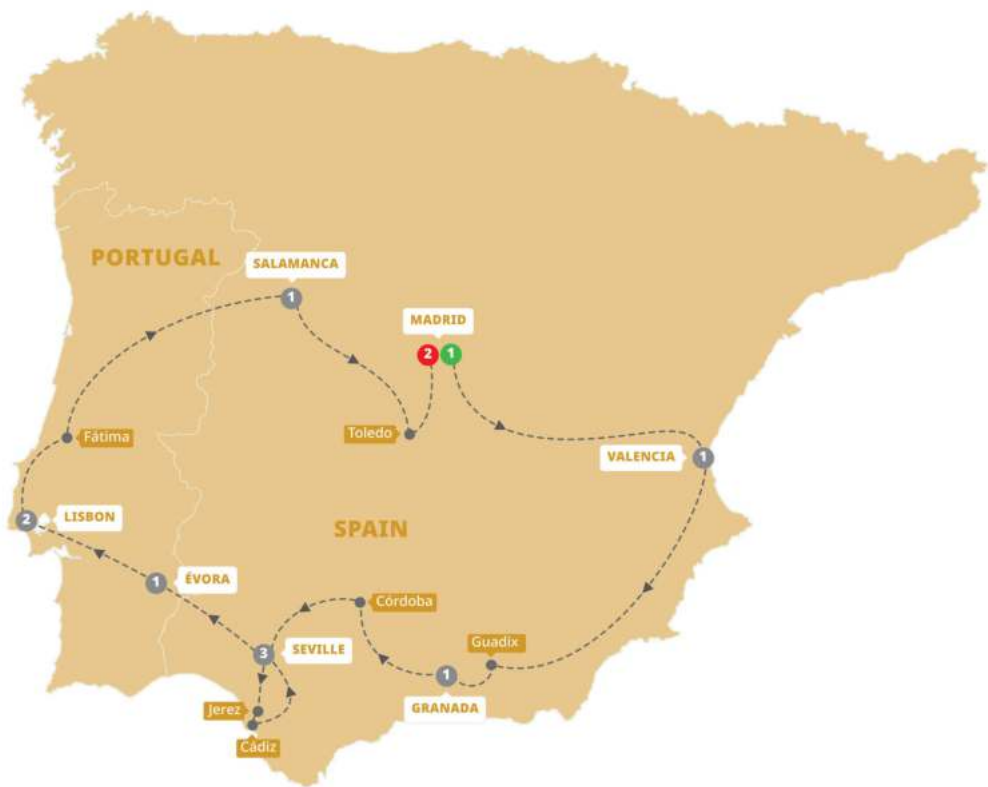 PORTUGAL
SALAMANCA
1
MADRID
2 1
Fátima
Toledo
VALENCIA
1
LISBON
2
SPAIN
ÉVORA
1
Córdoba
SEVILLE
3
Guadix
1
GRANADA
Jerez
Cádiz